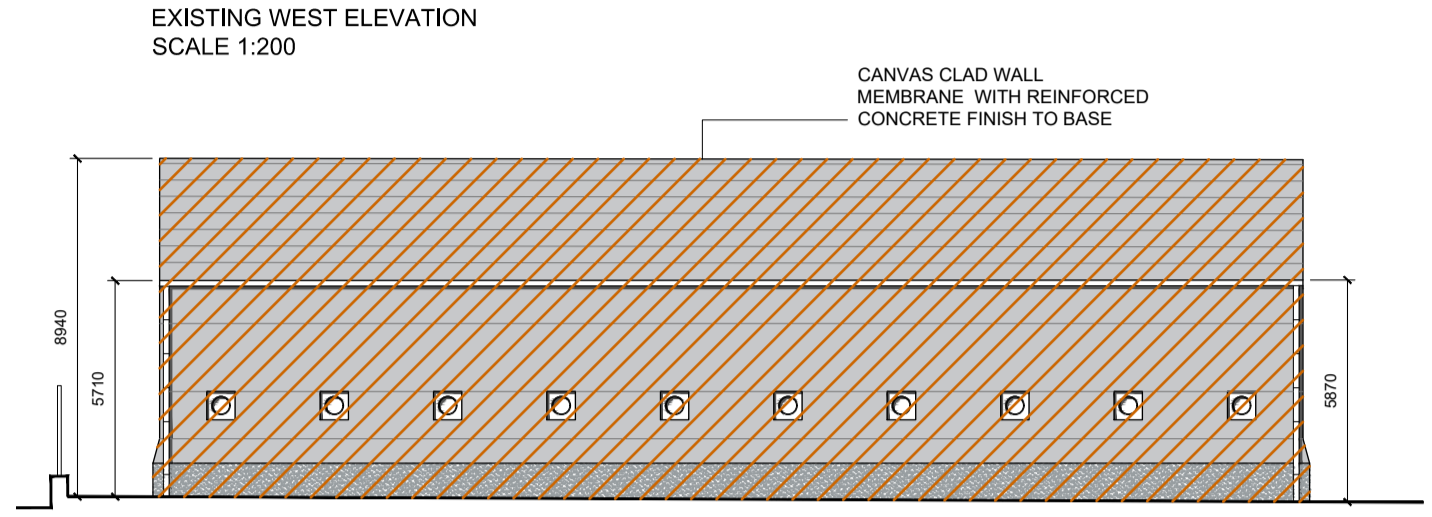 EXISTING WEST ELEVATION
SCALE 1:200
CANVAS CLAD WALL
MEMBRANE WITH REINFORCED
CONCRETE FINISH TO BASE
8940
5710
5870